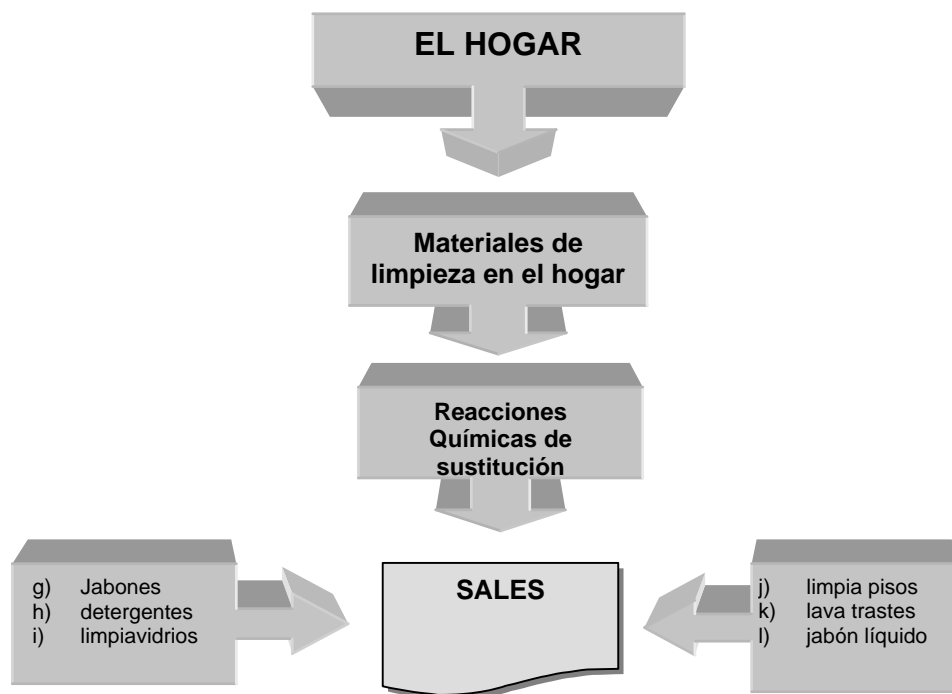 EL HOGAR
Materiales de
limpieza en el hogar
Reacciones
Químicas de
sustitución
g) Jabones
h) detergentes
i) limpiavidrios
SALES
j) limpia pisos
k) lava trastes
l) jabón líquido